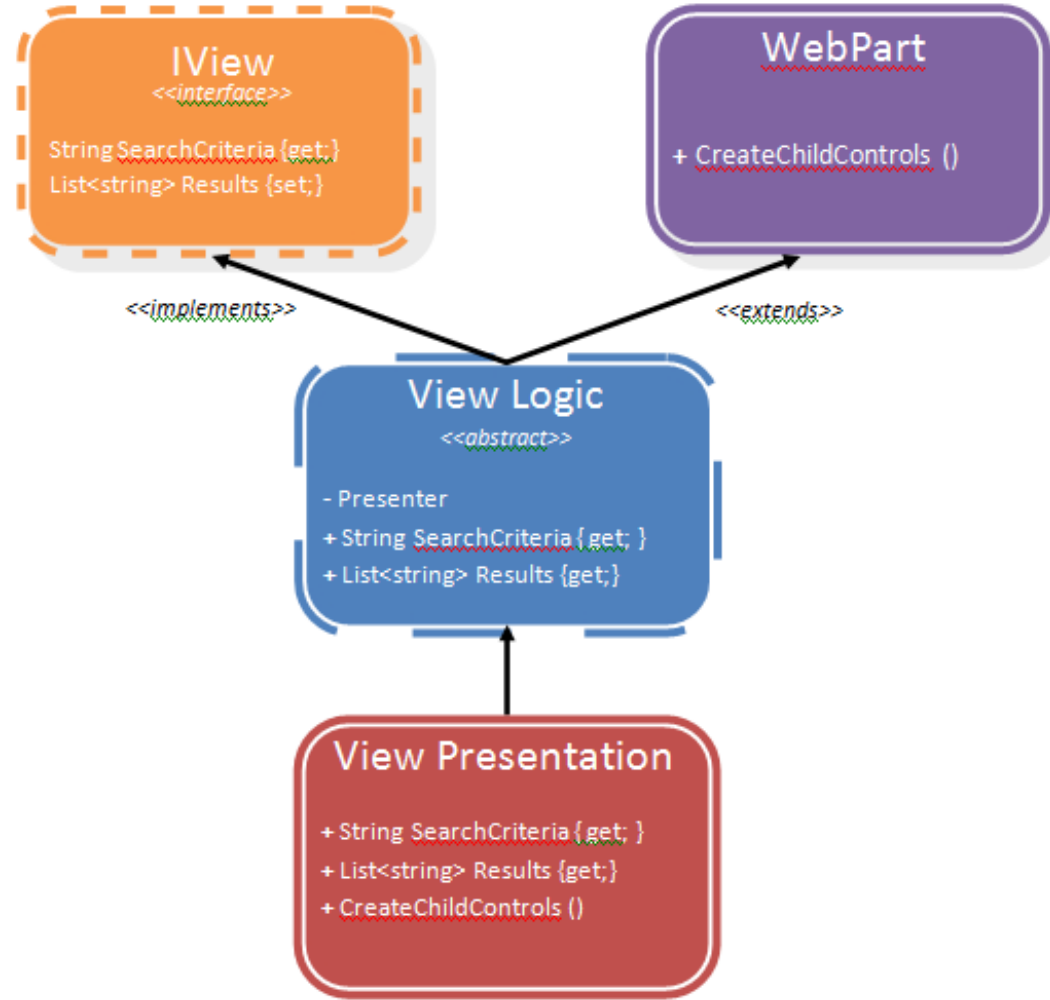 IView
<<interface>>
String SearchCriteria {get;}
List<string> Results {set;}
WebPart
+ CreateChildControls ()
<<implements>>
<<extends>>
View Logic
<<abstract>>
- Presenter
+ String SearchCriteria { get; }
+ List<string> Results {get;}
View Presentation
+ String SearchCriteria { get; }
+ List<string> Results {get;}
+ CreateChildControls ()